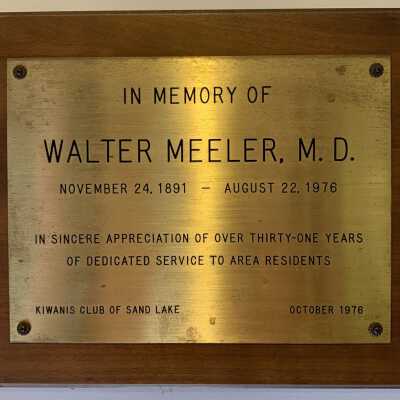 IN MEMORY OF
WALTER MEELER, M. D.
NOVEMBER 24, 1891 — AUGUST 22, 1976
IN SINCERE APPRECIATION OF OVER THIRTY-ONE YEARS
OF DEDICATED SERVICE TO AREA RESIDENTS
KIWANIS CLUB OF SAND LAKE OCTOBER 1976